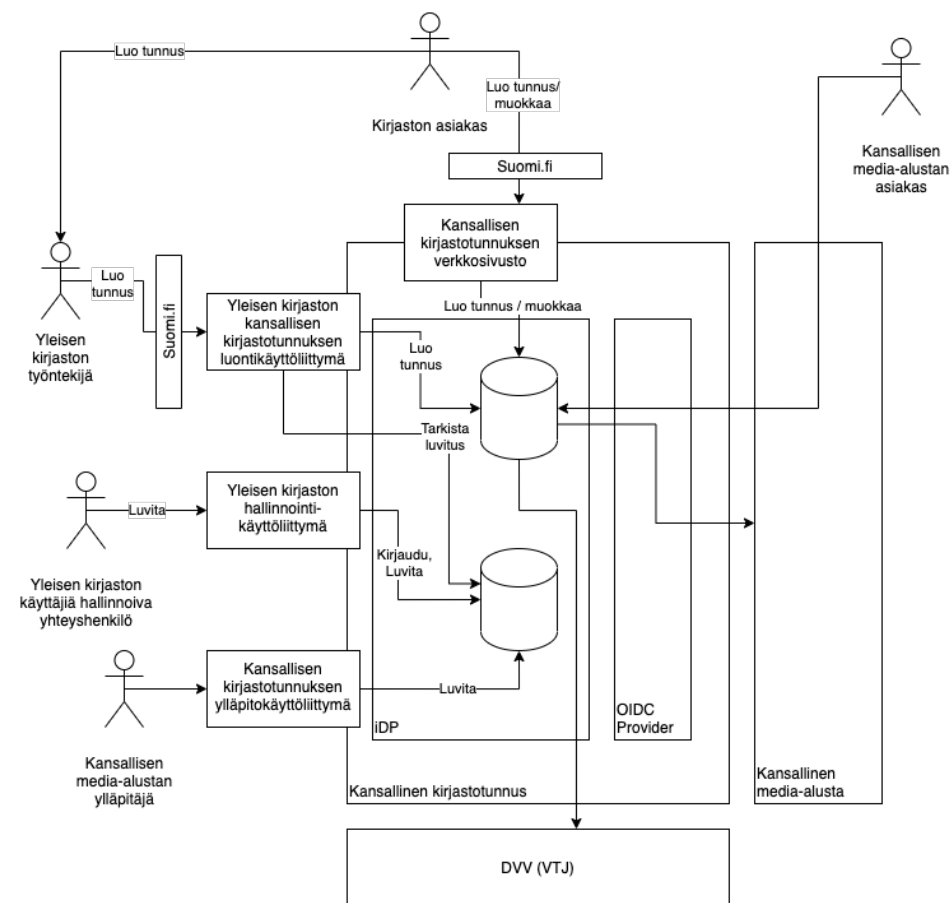 Luo tunnus
Luo tunnus/
muokkaa
Kirjaston asiakas
Kansallisen
media-alustan
asiakas
Suomi.fi
Kansallisen
kirjastotunnuksen
verkkosivusto
Luo
tunnus
Suomi.fi
Yleisen
kirjaston
työntekijä
Yleisen kirjaston
kansallisen
kirjastotunnuksen
luontikäyttöliittymä
Luo tunnus / muokkaa
Luo
tunnus
Tarkista
luvitus
Luvita
Yleisen kirjaston
hallinnointi-
käyttöliittymä
Kirjaudu,
Luvita
Yleisen kirjaston
käyttäjiä hallinnoiva
yhteyshenkilö
Kansallisen
kirjastotunnuksen
ylläpitokäyttöliittymä
Luvita
Kansallisen
media-alustan
ylläpitäjä
iDP
OIDC
Provider
Kansallinen kirjastotunnus
Kansallinen
media-alusta
DVV (VTJ)